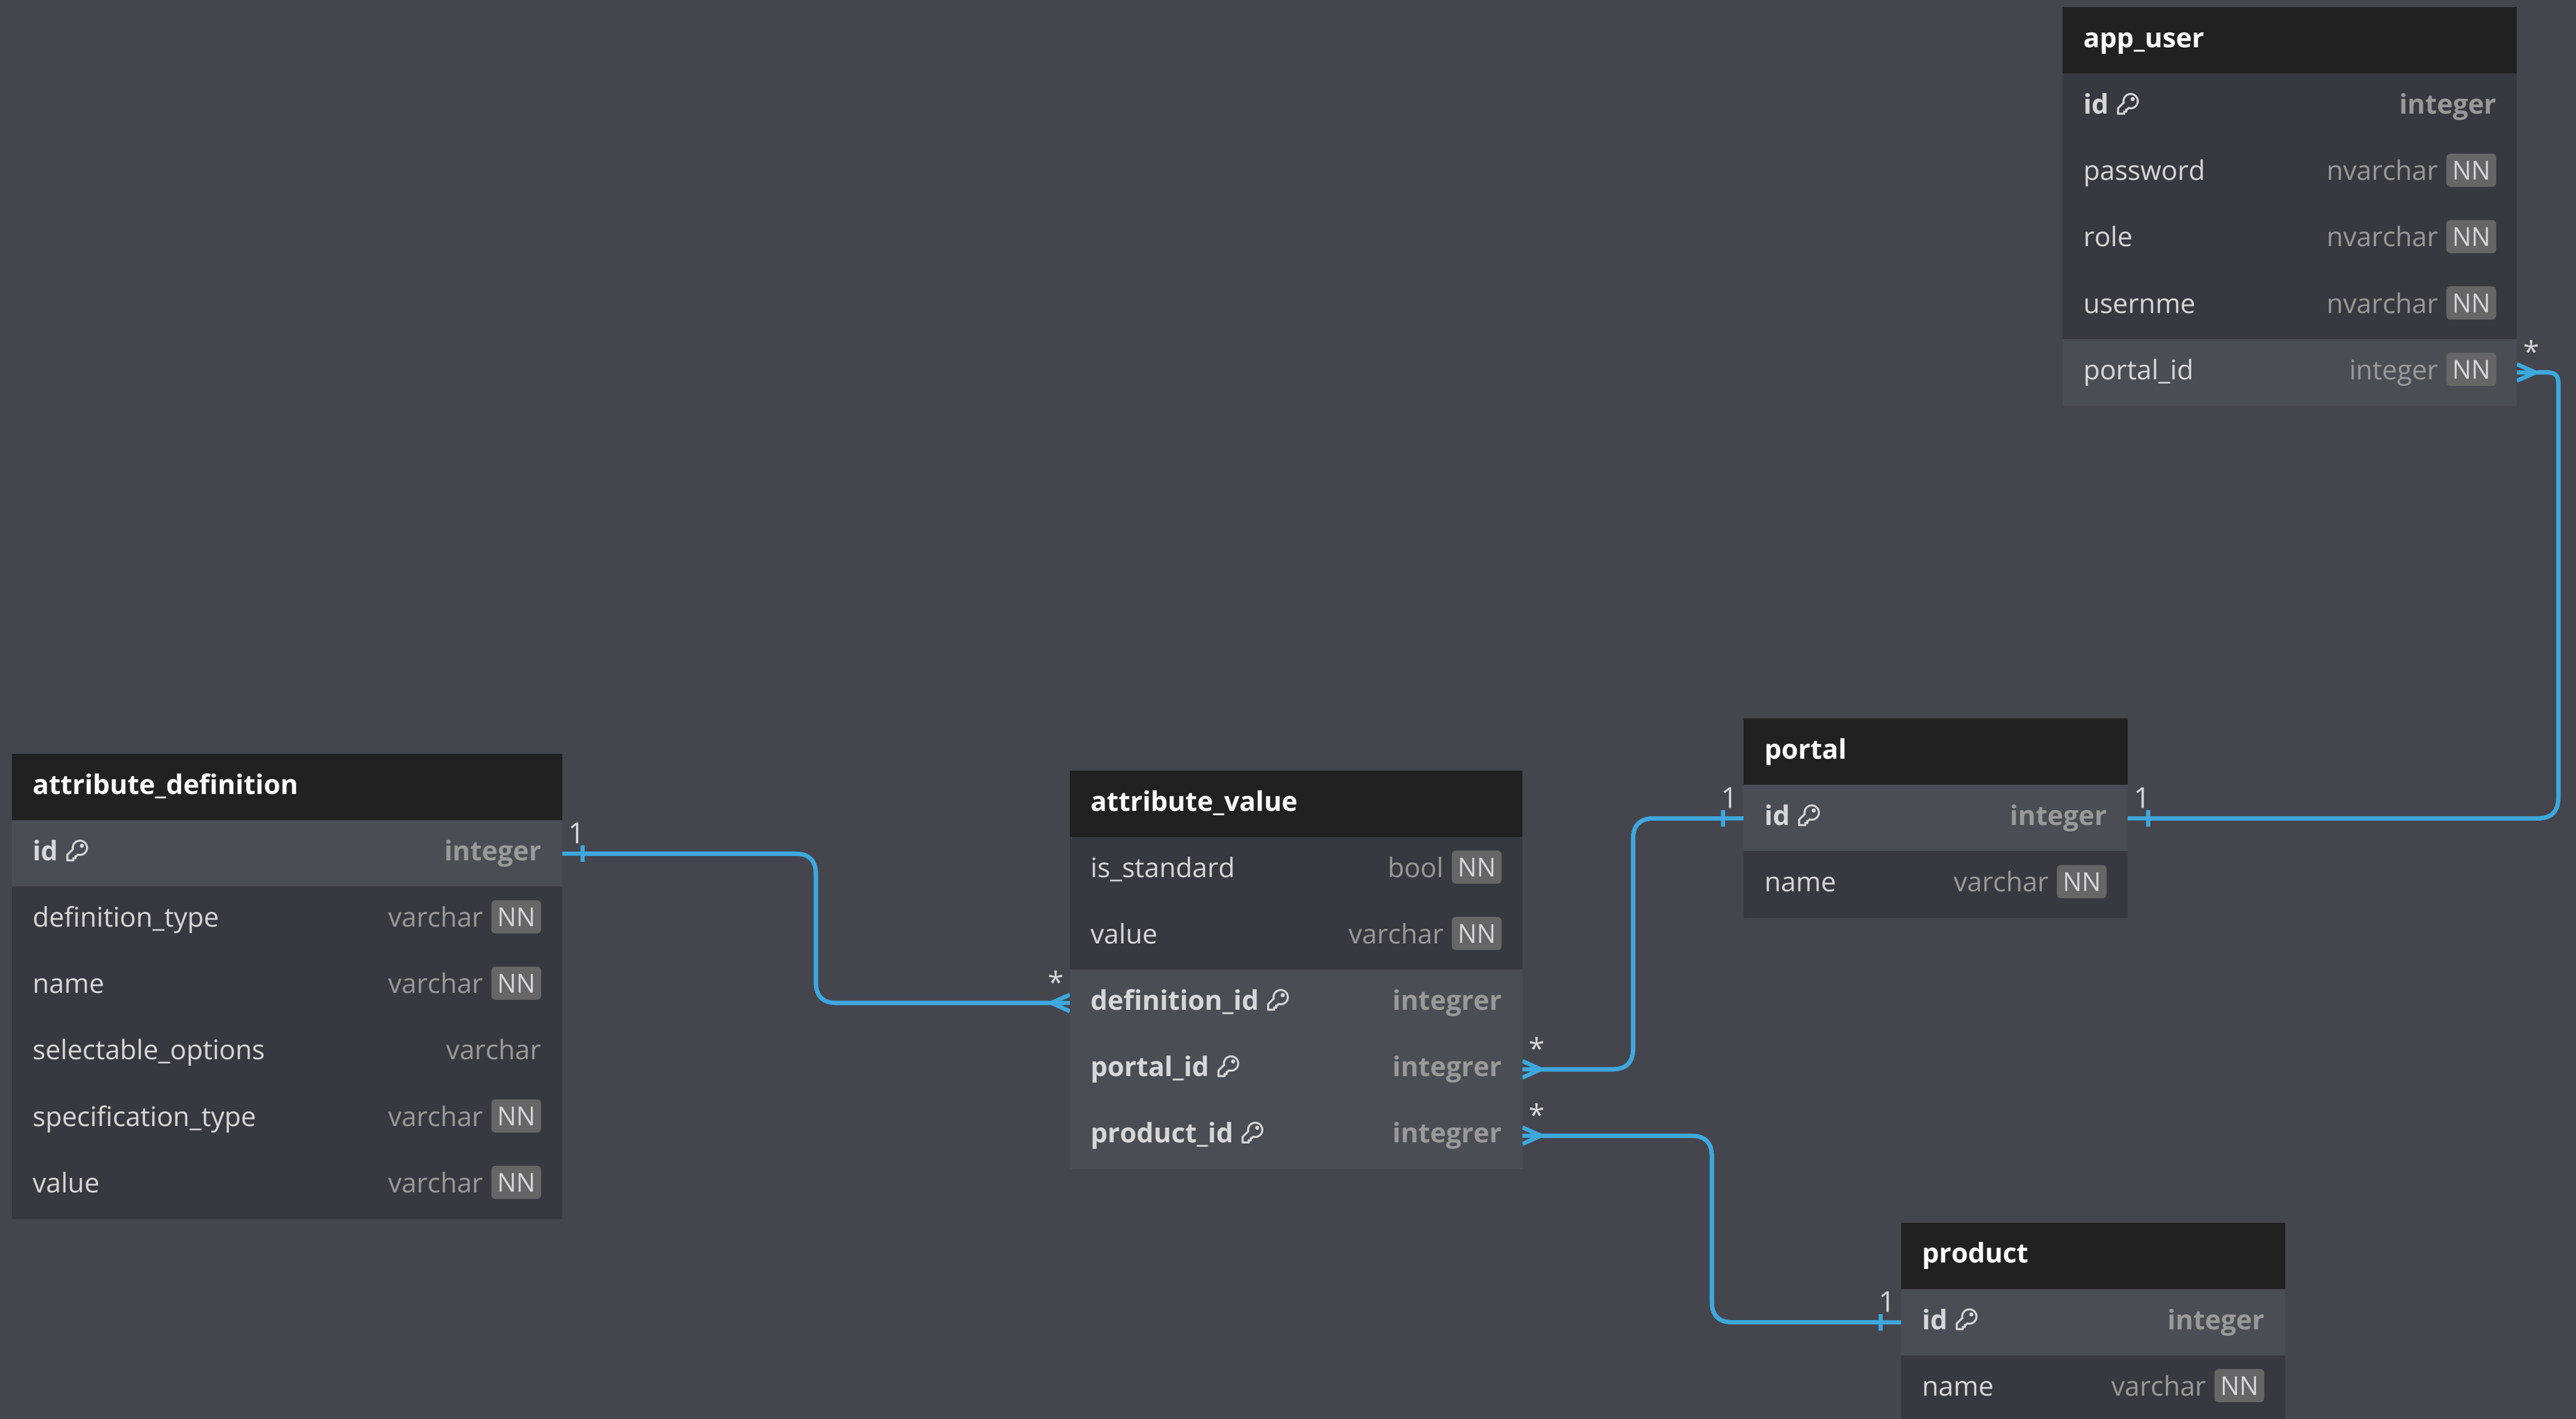 app_user
id integer
password nvarchar NN
role nvarchar NN
usernme nvarchar NN
portal_id integer NN
*
attribute_definition
id integer
definition_type varchar NN
name varchar NN
selectable_options varchar
specification_type varchar NN
value varchar NN
1
*
attribute_value
is_standard bool NN
value varchar NN
definition_id integrer
portal_id integrer
product_id integrer
*
*
1
portal
id integer
name varchar NN
1
1
product
id integer
name varchar NN